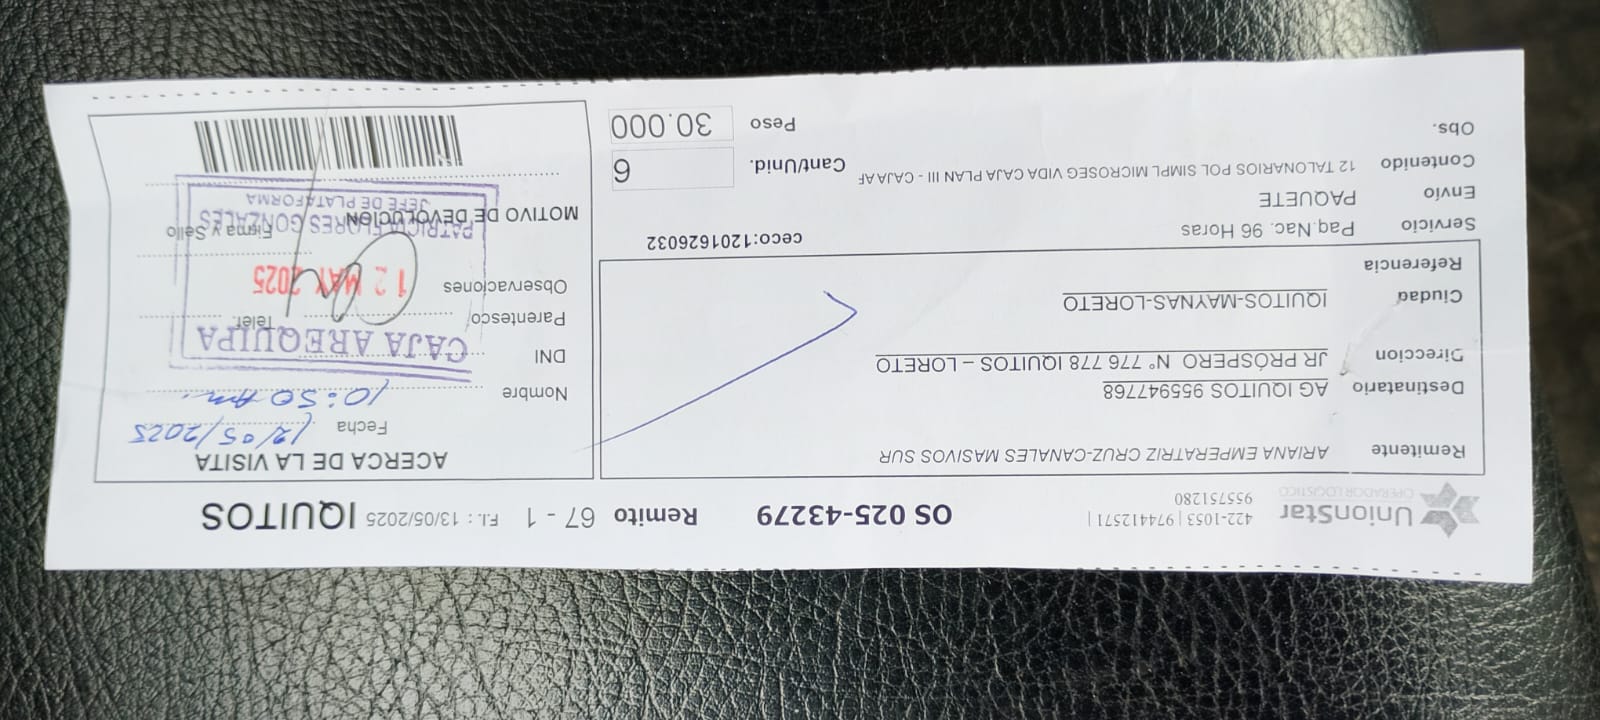 UnionStar
OPERADOR LOGISTICO
422-1053 | 974412571 |
955751280
OS 025-43279
Remito 67 - 1 F.I. : 13/05/2025 IQUITOS
Remitente ARIANA EMPERATRIZ CRUZ-CANALES MASIVOS SUR
Destinatario AG IQUITOS 955947768
Direccion JR PRÓSPERO N° 776 778 IQUITOS – LORETO
Ciudad IQUITOS-MAYNAS-LORETO
Referencia
Servicio Paq.Nac. 96 Horas ceco:1201626032
Envío PAQUETE
Contenido 12 TALONARIOS POL SIMPL MICROSEG VIDA CAJA PLAN III - CAJAAF Cant/Unid. 6
Obs. Peso 30.000
ACERCA DE LA VISITA
Fecha 12/05/2025
Nombre 10:50 Am.
DNI
Parentesco Telef.
Observaciones
Firma y Sello
MOTIVO DE DEVOLUCION
CAJA AREQUIPA
12 MAY 2025
PATRICIA FLORES GONZALES
JEFE DE PLATAFORMA